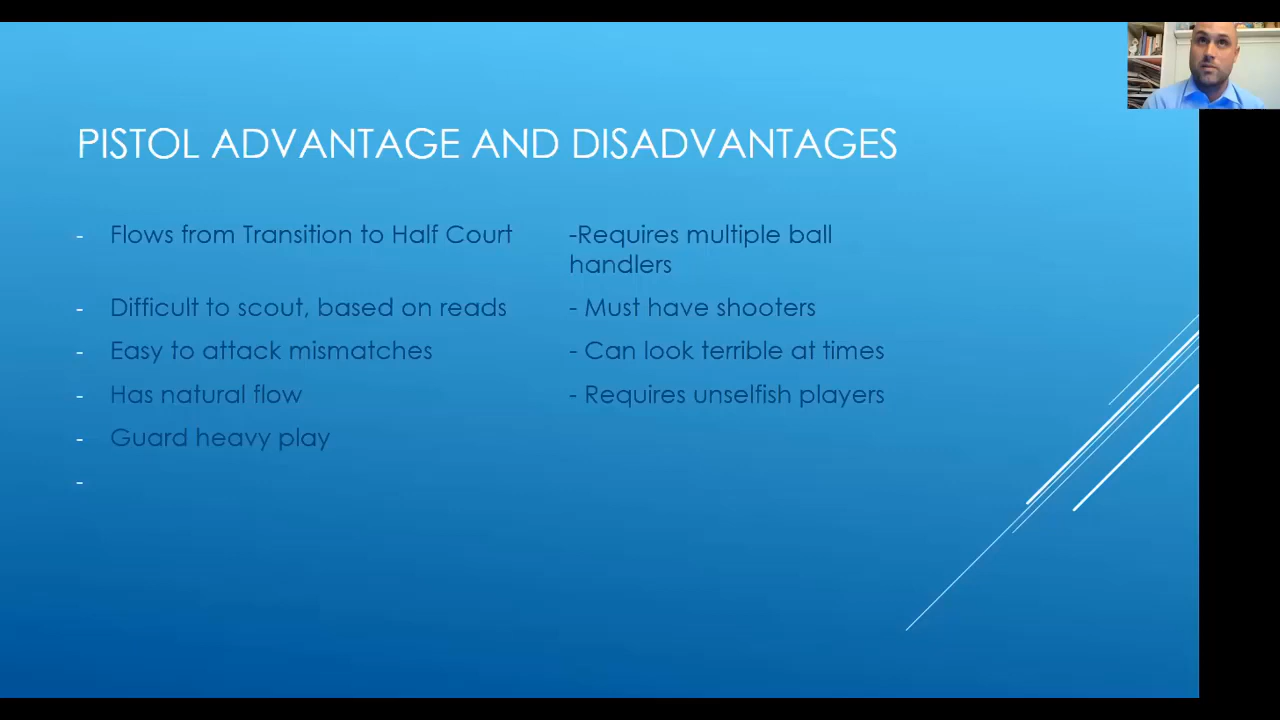 PISTOL ADVANTAGE AND DISADVANTAGES
- Flows from Transition to Half Court
- Difficult to scout, based on reads
- Easy to attack mismatches
- Has natural flow
- Guard heavy play
-
-Requires multiple ball
handlers
- Must have shooters
- Can look terrible at times
- Requires unselfish players